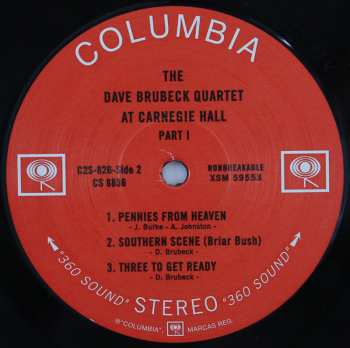 COLUMBIA
THE
DAVE BRUBECK QUARTET
AT CARNEGIE HALL
PART I
C2S-826-Side 2
CS 8856
NONBREAKABLE
XSM 59553
1. PENNIES FROM HEAVEN
- J. Burke - A. Johnston -
2. SOUTHERN SCENE (Briar Bush)
- D. Brubeck -
3. THREE TO GET READY
- D. Brubeck -
"360 SOUND" STEREO "360 SOUND"
® "COLUMBIA", MARCAS REG.